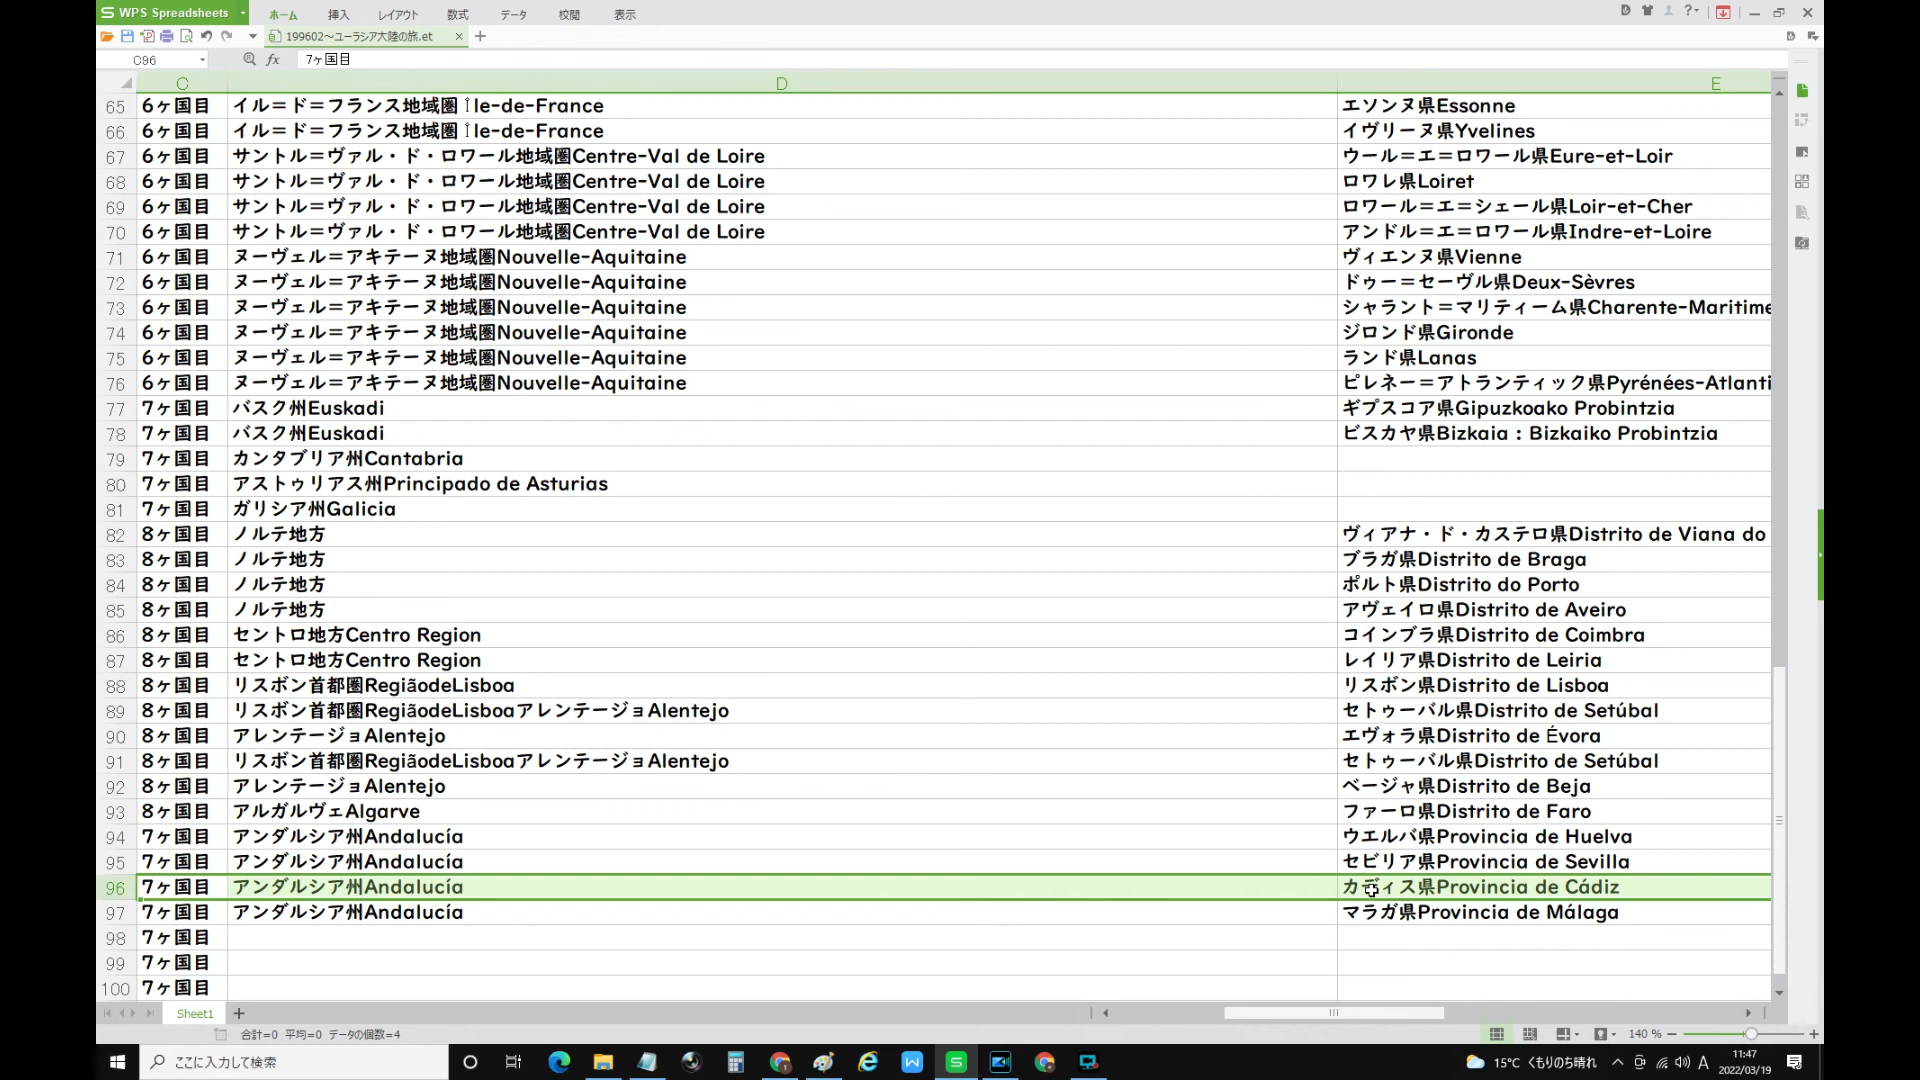 WPS Spreadsheets ホーム 挿入 レイアウト 数式 データ 校閲 表示
199602～ユーラシア大陸の旅.et
C96 fx 7ヶ国目
C D E
65 6ヶ国目 イル＝ド＝フランス地域圏 Île-de-France エソンヌ県Essonne
66 6ヶ国目 イル＝ド＝フランス地域圏 Île-de-France イヴリーヌ県Yvelines
67 6ヶ国目 サントル＝ヴァル・ド・ロワール地域圏Centre-Val de Loire ウール＝エ＝ロワール県Eure-et-Loir
68 6ヶ国目 サントル＝ヴァル・ド・ロワール地域圏Centre-Val de Loire ロワレ県Loiret
69 6ヶ国目 サントル＝ヴァル・ド・ロワール地域圏Centre-Val de Loire ロワール＝エ＝シェール県Loir-et-Cher
70 6ヶ国目 サントル＝ヴァル・ド・ロワール地域圏Centre-Val de Loire アンドル＝エ＝ロワール県Indre-et-Loire
71 6ヶ国目 ヌーヴェル＝アキテーヌ地域圏Nouvelle-Aquitaine ヴィエンヌ県Vienne
72 6ヶ国目 ヌーヴェル＝アキテーヌ地域圏Nouvelle-Aquitaine ドゥー＝セーヴル県Deux-Sèvres
73 6ヶ国目 ヌーヴェル＝アキテーヌ地域圏Nouvelle-Aquitaine シャラント＝マリティーム県Charente-Maritime
74 6ヶ国目 ヌーヴェル＝アキテーヌ地域圏Nouvelle-Aquitaine ジロンド県Gironde
75 6ヶ国目 ヌーヴェル＝アキテーヌ地域圏Nouvelle-Aquitaine ランド県Lanas
76 6ヶ国目 ヌーヴェル＝アキテーヌ地域圏Nouvelle-Aquitaine ピレネー＝アトランティック県Pyrénées-Atlanti
77 7ヶ国目 バスク州Euskadi ギプスコア県Gipuzkoako Probintzia
78 7ヶ国目 バスク州Euskadi ビスカヤ県Bizkaia : Bizkaiko Probintzia
79 7ヶ国目 カンタブリア州Cantabria
80 7ヶ国目 アストゥリアス州Principado de Asturias
81 7ヶ国目 ガリシア州Galicia
82 8ヶ国目 ノルテ地方 ヴィアナ・ド・カステロ県Distrito de Viana do
83 8ヶ国目 ノルテ地方 ブラガ県Distrito de Braga
84 8ヶ国目 ノルテ地方 ポルト県Distrito do Porto
85 8ヶ国目 ノルテ地方 アヴェイロ県Distrito de Aveiro
86 8ヶ国目 セントロ地方Centro Region コインブラ県Distrito de Coimbra
87 8ヶ国目 セントロ地方Centro Region レイリア県Distrito de Leiria
88 8ヶ国目 リスボン首都圏RegiãodeLisboa リスボン県Distrito de Lisboa
89 8ヶ国目 リスボン首都圏RegiãodeLisboaアレンテージョAlentejo セトゥーバル県Distrito de Setúbal
90 8ヶ国目 アレンテージョAlentejo エヴォラ県Distrito de Évora
91 8ヶ国目 リスボン首都圏RegiãodeLisboaアレンテージョAlentejo セトゥーバル県Distrito de Setúbal
92 8ヶ国目 アレンテージョAlentejo ベージャ県Distrito de Beja
93 8ヶ国目 アルガルヴェAlgarve ファーロ県Distrito de Faro
94 7ヶ国目 アンダルシア州Andalucía ウエルバ県Provincia de Huelva
95 7ヶ国目 アンダルシア州Andalucía セビリア県Provincia de Sevilla
96 7ヶ国目 アンダルシア州Andalucía カディス県Provincia de Cádiz
97 7ヶ国目 アンダルシア州Andalucía マラガ県Provincia de Málaga
98 7ヶ国目
99 7ヶ国目
100 7ヶ国目
Sheet1
合計=0 平均=0 データの個数=4 140 %
ここに入力して検索 15°C くもりのち晴れ A 11:47
2022/03/19